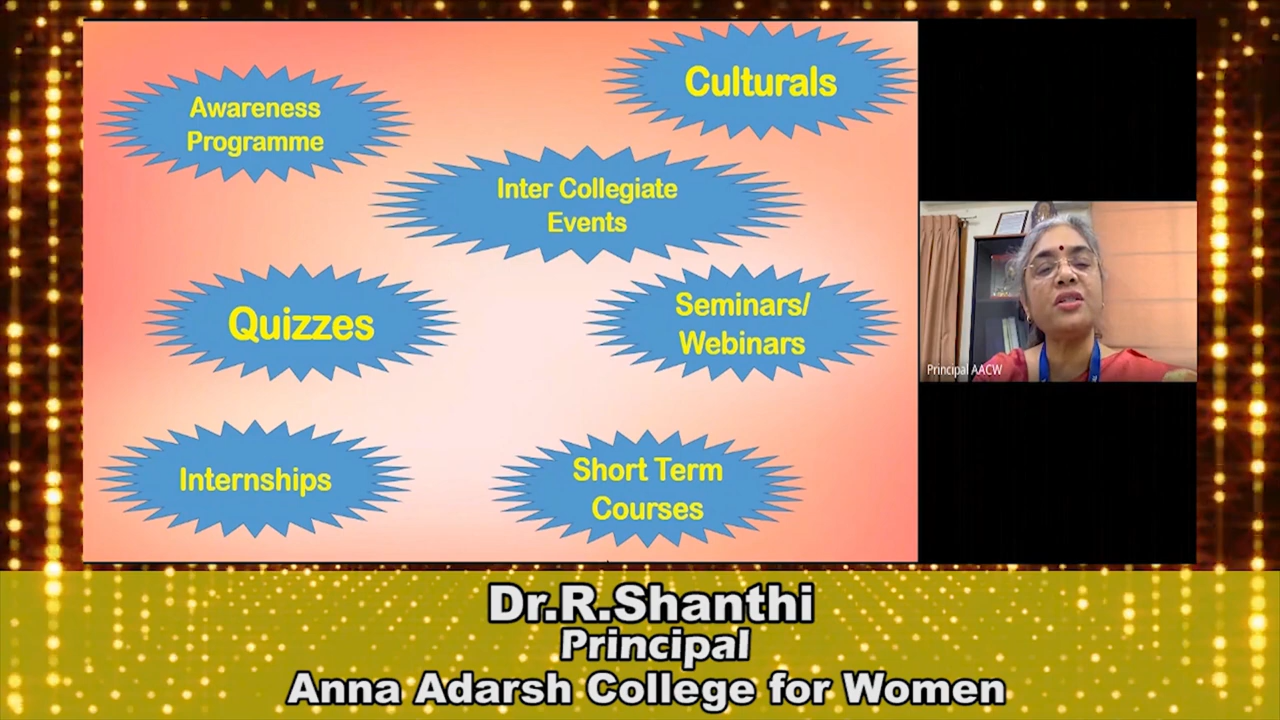 Culturals
Awareness
Programme
Inter Collegiate
Events
Quizzes
Seminars/
Webinars
Internships
Short Term
Courses
Principal AACW
Dr.R.Shanthi
Principal
Anna Adarsh College for Women